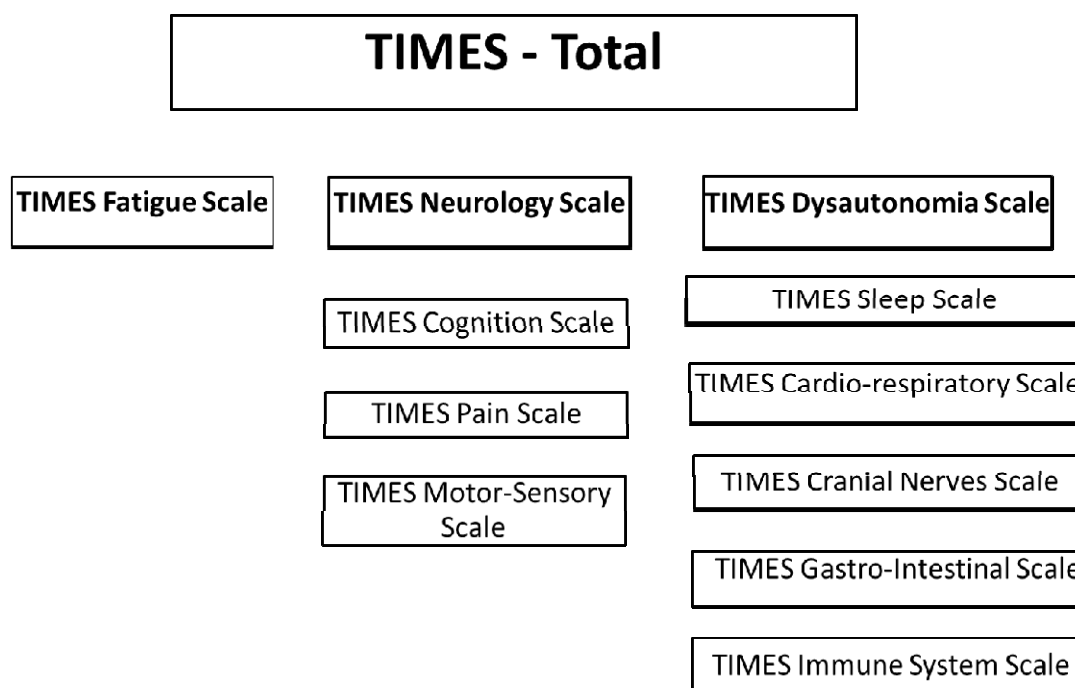 TIMES - Total
TIMES Fatigue Scale
TIMES Neurology Scale
TIMES Dysautonomia Scale
TIMES Cognition Scale
TIMES Pain Scale
TIMES Motor-Sensory
Scale
TIMES Sleep Scale
TIMES Cardio-respiratory Scale
TIMES Cranial Nerves Scale
TIMES Gastro-Intestinal Scale
TIMES Immune System Scale